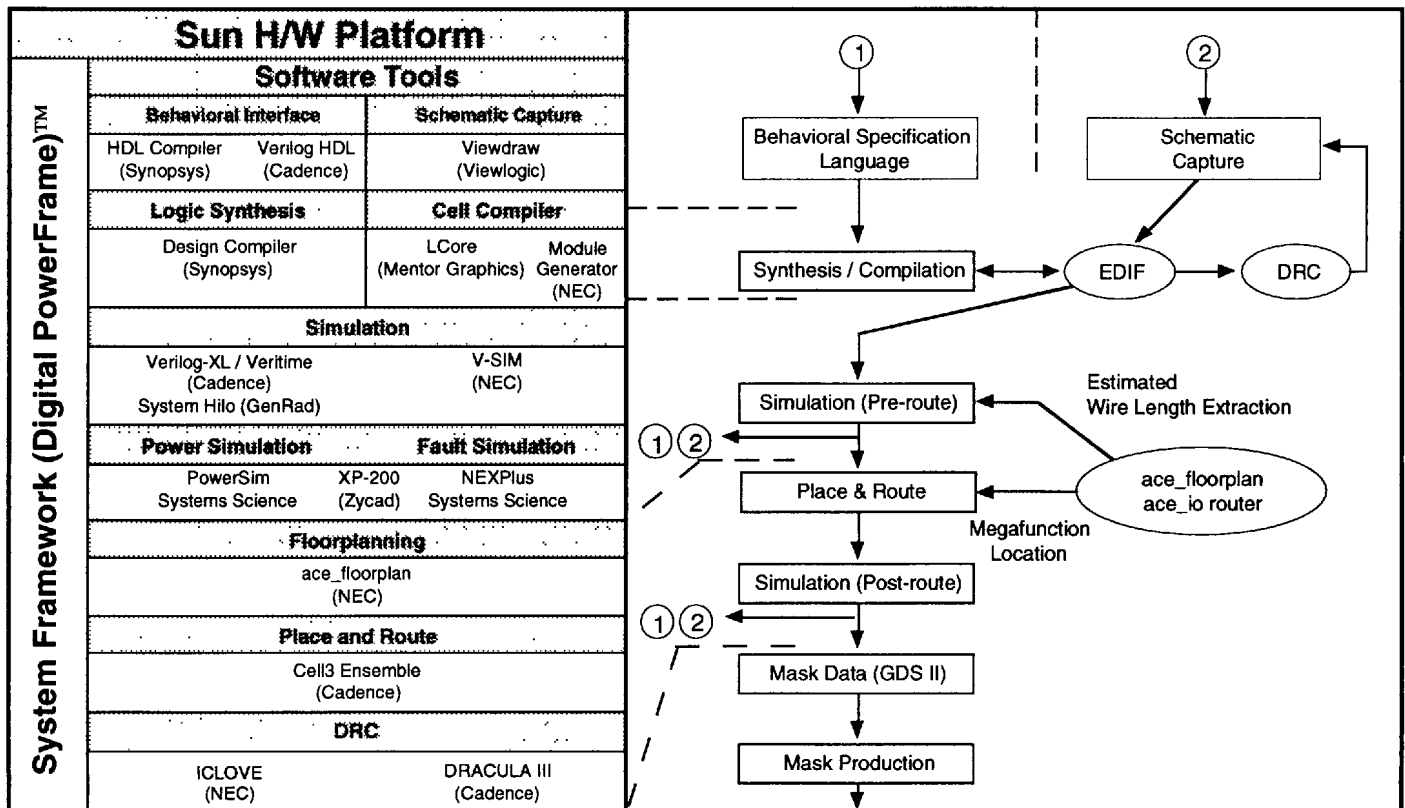 Sun H/W Platform
System Framework (Digital PowerFrame)™
Software Tools
Behavioral Interface
Schematic Capture
HDL Compiler
(Synopsys)
Verilog HDL
(Cadence)
Viewdraw
(Viewlogic)
Logic Synthesis
Cell Compiler
Design Compiler
(Synopsys)
LCore
(Mentor Graphics)
Module
Generator
(NEC)
Simulation
Verilog-XL / Veritime
(Cadence)
System Hilo (GenRad)
V-SIM
(NEC)
Power Simulation
Fault Simulation
PowerSim
Systems Science
XP-200
(Zycad)
NEXPlus
Systems Science
Floorplanning
ace_floorplan
(NEC)
Place and Route
Cell3 Ensemble
(Cadence)
DRC
ICLOVE
(NEC)
DRACULA III
(Cadence)
1
2
Behavioral Specification
Language
Schematic
Capture
Synthesis / Compilation
EDIF
DRC
Simulation (Pre-route)
Estimated
Wire Length Extraction
1 2
Place & Route
ace_floorplan
ace_io router
Megafunction
Location
Simulation (Post-route)
1 2
Mask Data (GDS II)
Mask Production